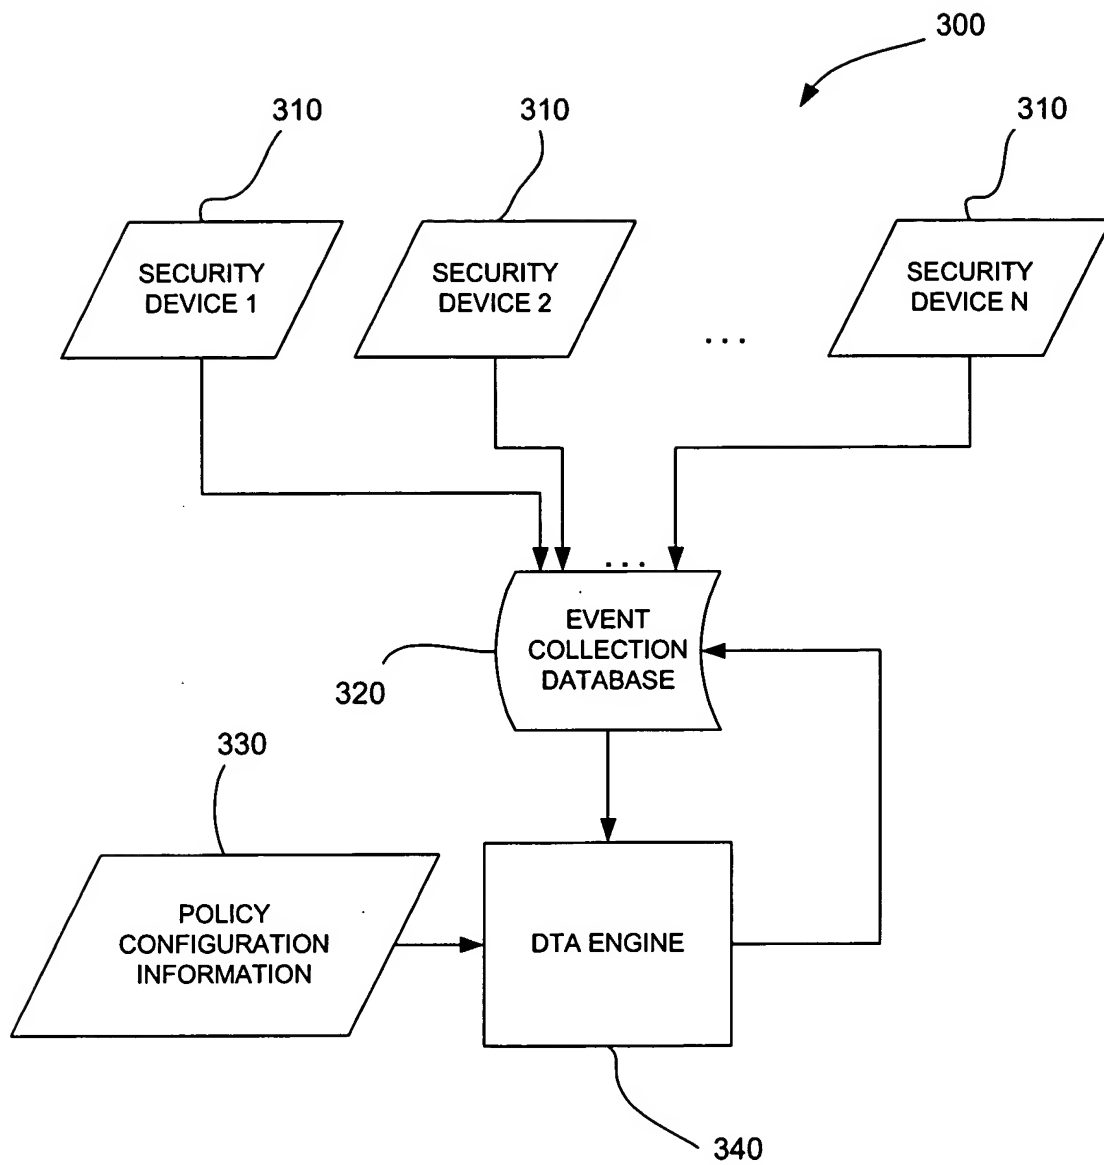 300
310
310
310
SECURITY
DEVICE 1
SECURITY
DEVICE 2
SECURITY
DEVICE N
...
...
EVENT
COLLECTION
DATABASE
320
330
POLICY
CONFIGURATION
INFORMATION
DTA ENGINE
340